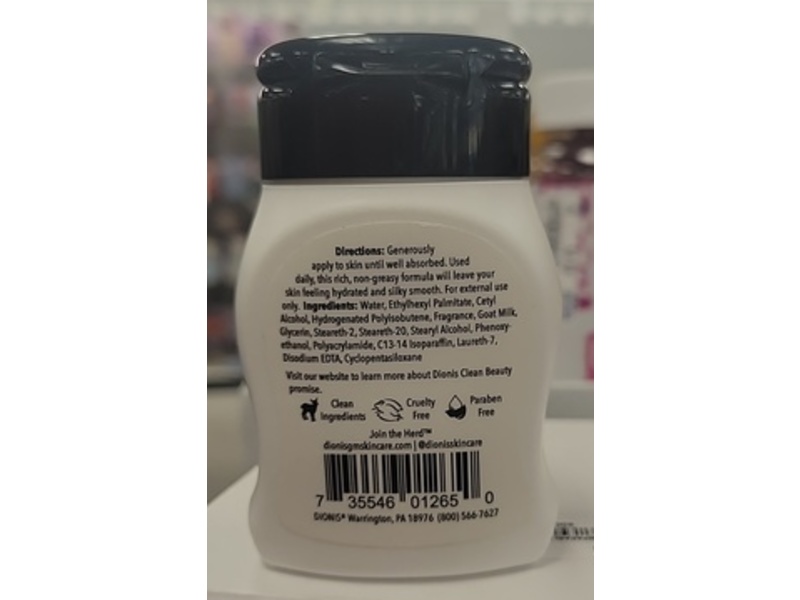 Directions: Generously
apply to skin until well absorbed. Used
daily, this rich, non-greasy formula will leave your
skin feeling hydrated and silky smooth. For external use
only. Ingredients: Water, Ethylhexyl Palmitate, Cetyl
Alcohol, Hydrogenated Polyisobutene, Fragrance, Goat Milk,
Glycerin, Steareth-2, Steareth-20, Stearyl Alcohol, Phenoxy-
ethanol, Polyacrylamide, C13-14 Isoparaffin, Laureth-7,
Disodium EDTA, Cyclopentasiloxane
Visit our website to learn more about Dionis Clean Beauty
promise.
Clean Ingredients
Cruelty Free
Paraben Free
Join the Herd™
dionisgmskincare.com | @dionisskincare
7 35546 01265 0
DIONIS® Warrington, PA 18976 (800) 566-7627